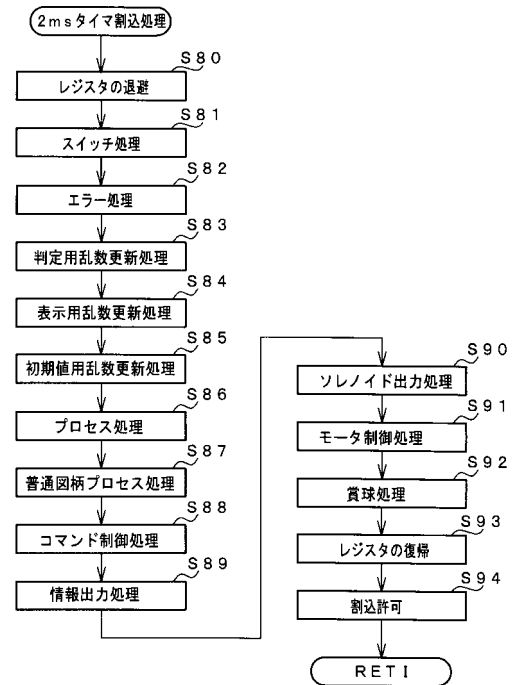 2msタイマ割込処理
S80
レジスタの退避
S81
スイッチ処理
S82
エラー処理
S83
判定用乱数更新処理
S84
表示用乱数更新処理
S85
初期値用乱数更新処理
S86
プロセス処理
S87
普通図柄プロセス処理
S88
コマンド制御処理
S89
情報出力処理
S90
ソレノイド出力処理
S91
モータ制御処理
S92
賞球処理
S93
レジスタの復帰
S94
割込許可
RETI